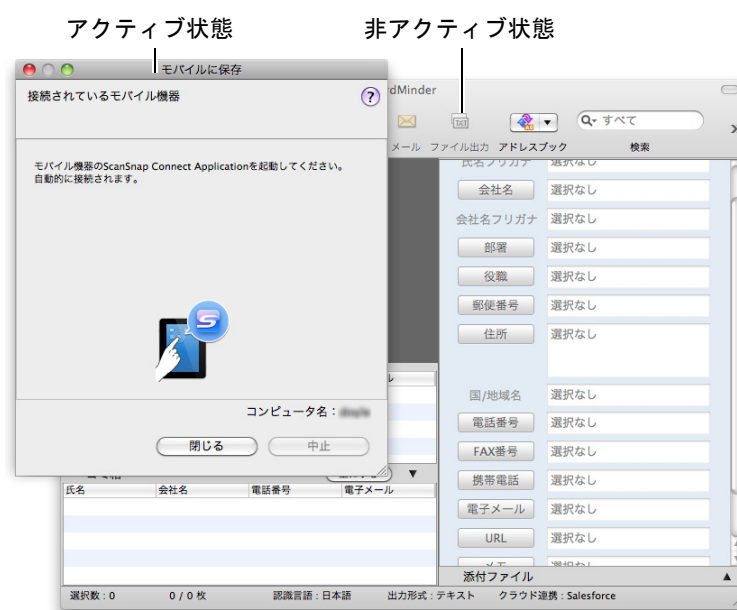 アクティブ状態
非アクティブ状態
モバイルに保存
接続されているモバイル機器
?
モバイル機器のScanSnap Connect Applicationを起動してください。
自動的に接続されます。
S
コンピュータ名：
閉じる
中止
dMinder
TXT
すべて
メール ファイル出力 アドレスブック 検索
氏名フリガナ 選択なし
会社名 選択なし
会社名フリガナ 選択なし
部署 選択なし
役職 選択なし
郵便番号 選択なし
住所 選択なし
国/地域名 選択なし
電話番号 選択なし
FAX番号 選択なし
携帯電話 選択なし
電子メール 選択なし
URL 選択なし
メモ 選択なし
添付ファイル
氏名 会社名 電話番号 電子メール
選択数：0 0 / 0 枚 認識言語：日本語 出力形式：テキスト クラウド連携：Salesforce